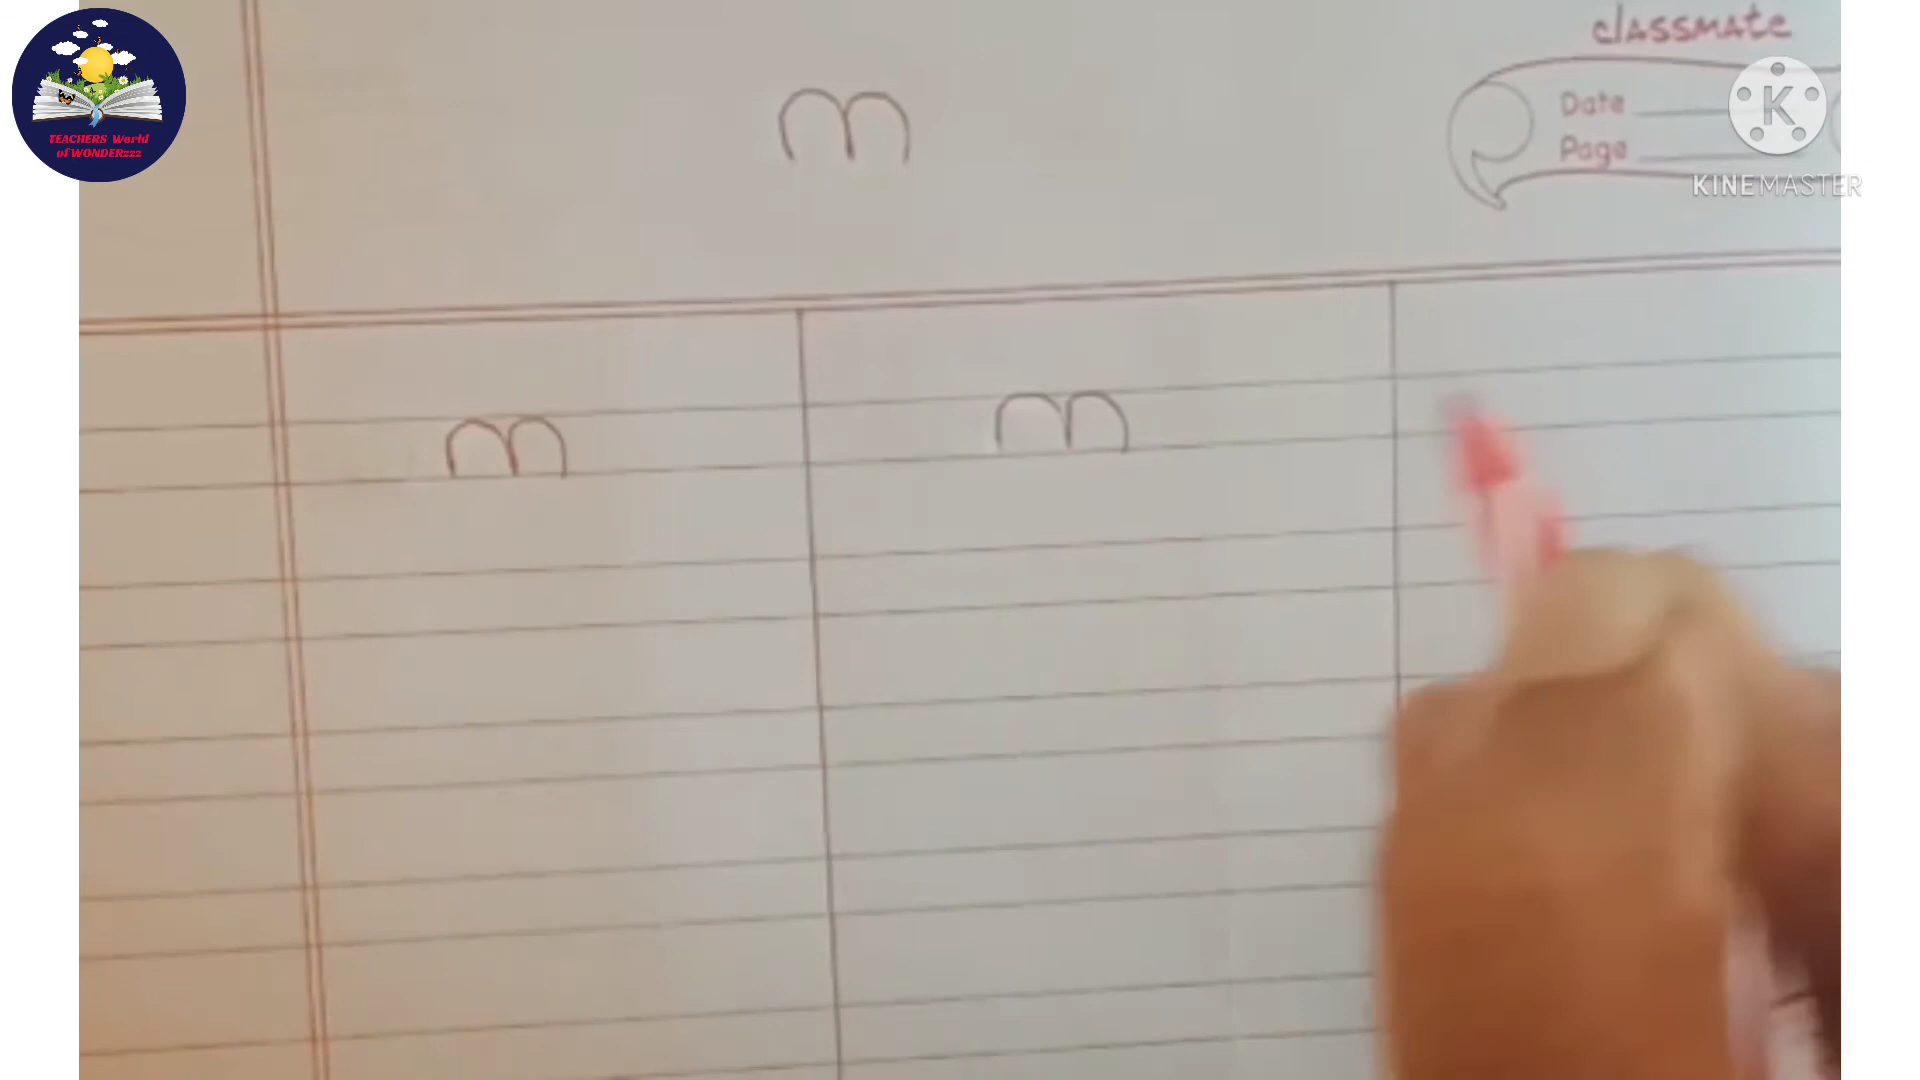 TEACHERS World
of WONDERzzz
classmate
Date
Page
KINEMASTER
m
m m